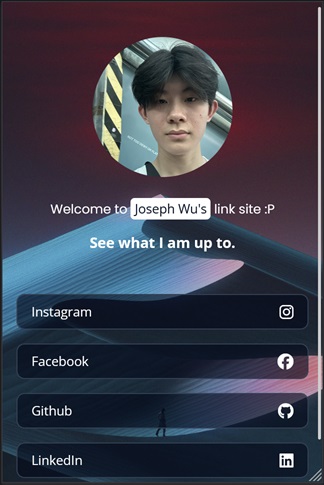 Welcome to Joseph Wu's link site :P
See what I am up to.
Instagram
Facebook
Github
LinkedIn